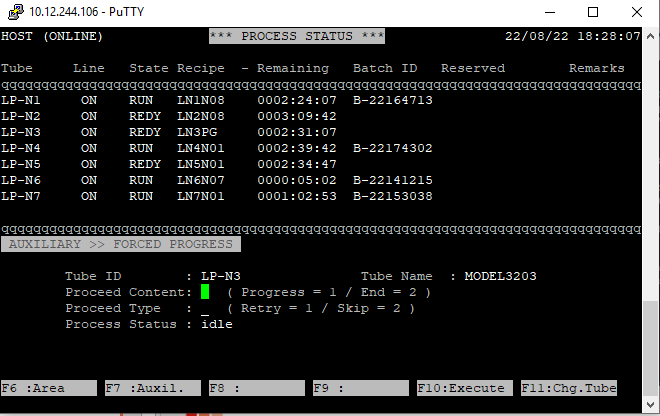 10.12.244.106 - PuTTY
HOST (ONLINE) *** PROCESS STATUS *** 22/08/22 18:28:07
Tube Line State Recipe - Remaining Batch ID Reserved Remarks
qqqqqqqqqqqqqqqqqqqqqqqqqqqqqqqqqqqqqqqqqqqqqqqqqqqqqqqqqqqqqqqqqqqqqqqqqqqqqqqq
LP-N1 ON RUN LN1N08 0002:24:07 B-22164713
LP-N2 ON REDY LN2N08 0003:09:42
LP-N3 ON REDY LN3PG 0002:31:07
LP-N4 ON RUN LN4N01 0002:39:42 B-22174302
LP-N5 ON REDY LN5N01 0002:34:47
LP-N6 ON RUN LN6N07 0000:05:02 B-22141215
LP-N7 ON RUN LN7N01 0001:02:53 B-22153038
qqqqqqqqqqqqqqqqqqqqqqqqqqqqqqqqqqqqqqqqqqqqqqqqqqqqqqqqqqqqqqqqqqqqqqqqqqqqqqqq
AUXILIARY >> FORCED PROGRESS
Tube ID : LP-N3 Tube Name : MODEL3203
Proceed Content: ( Progress = 1 / End = 2 )
Proceed Type : _ ( Retry = 1 / Skip = 2 )
Process Status : idle
F6 :Area F7 :Auxil. F8 : F9 : F10:Execute F11:Chg.Tube